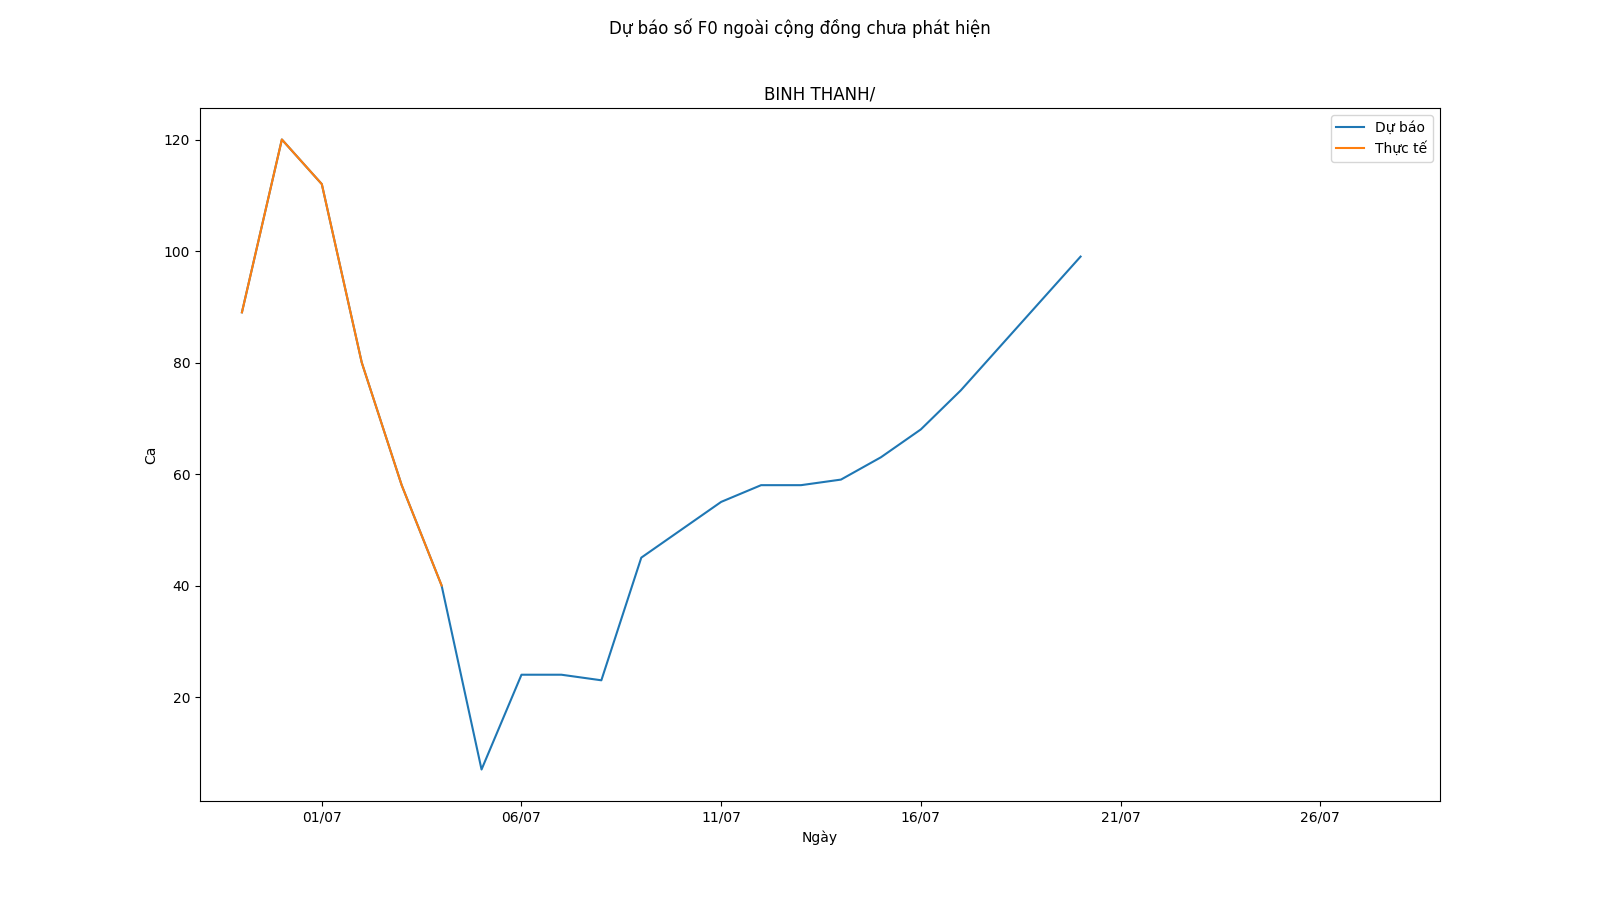 Dự báo số F0 ngoài cộng đồng chưa phát hiện
BINH THANH/
Dự báo
Thực tế
120
100
80
60
40
20
Ca
01/07 06/07 11/07 16/07 21/07 26/07
Ngày